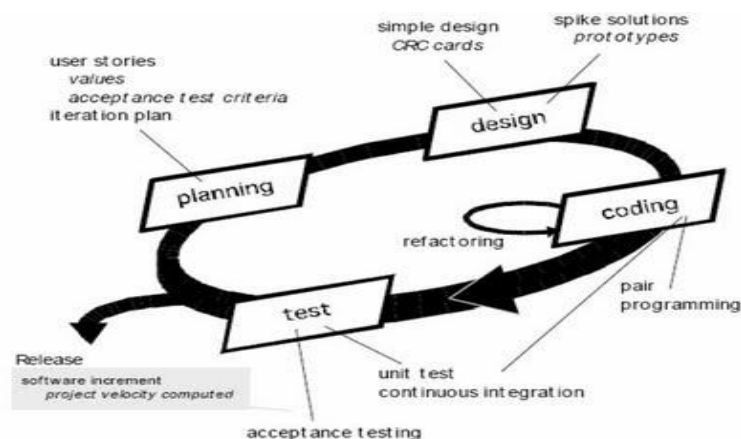 simple design
CRC cards
spike solutions
prototypes
user stories
values
acceptance test criteria
iteration plan
design
planning
coding
refactoring
test
pair
programming
Release
software increment
project velocity computed
unit test
continuous integration
acceptance testing